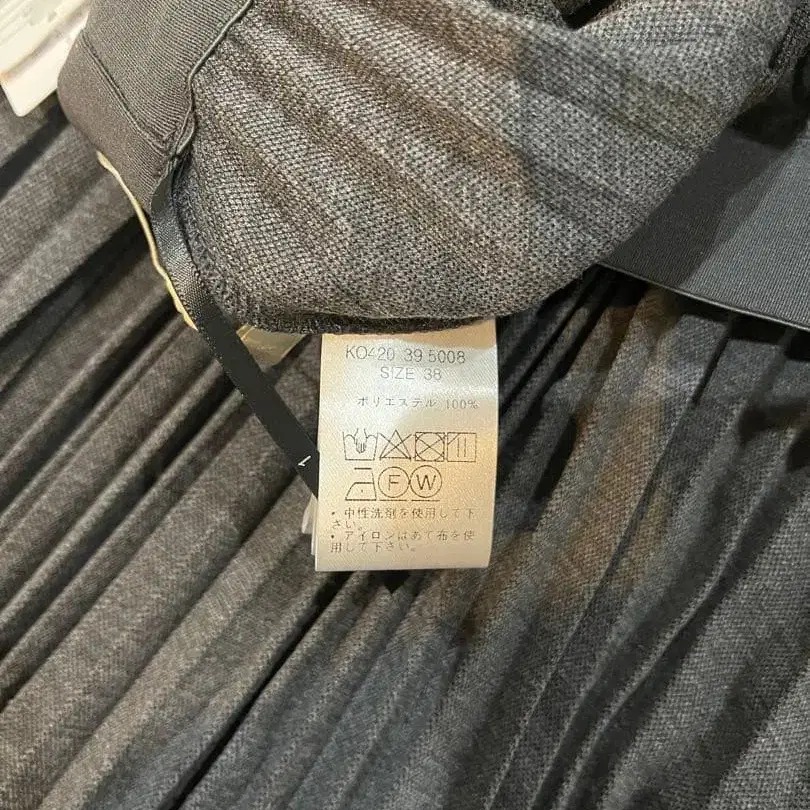 KO420 39 5008
SIZE 38
ポリエステル 100%
F W
・中性洗剤を使用して下
さい。
・アイロンはあて布を使
用して下さい。